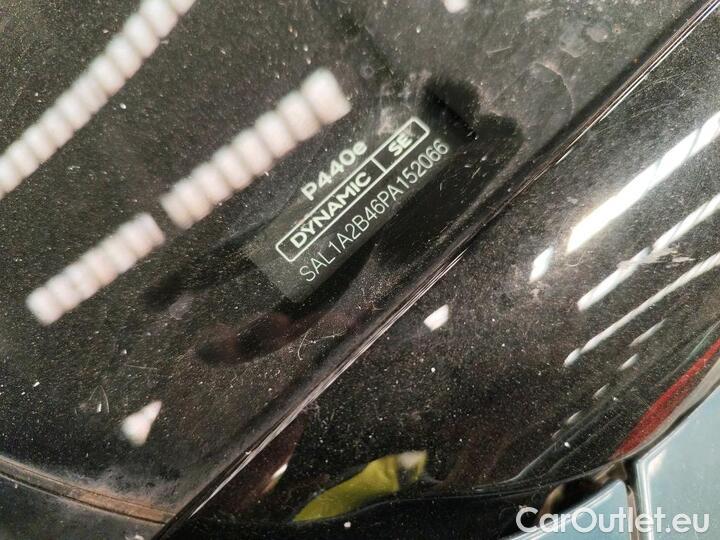 P440e
DYNAMIC SE
SAL1A2B46PA152066
CarOutlet.eu